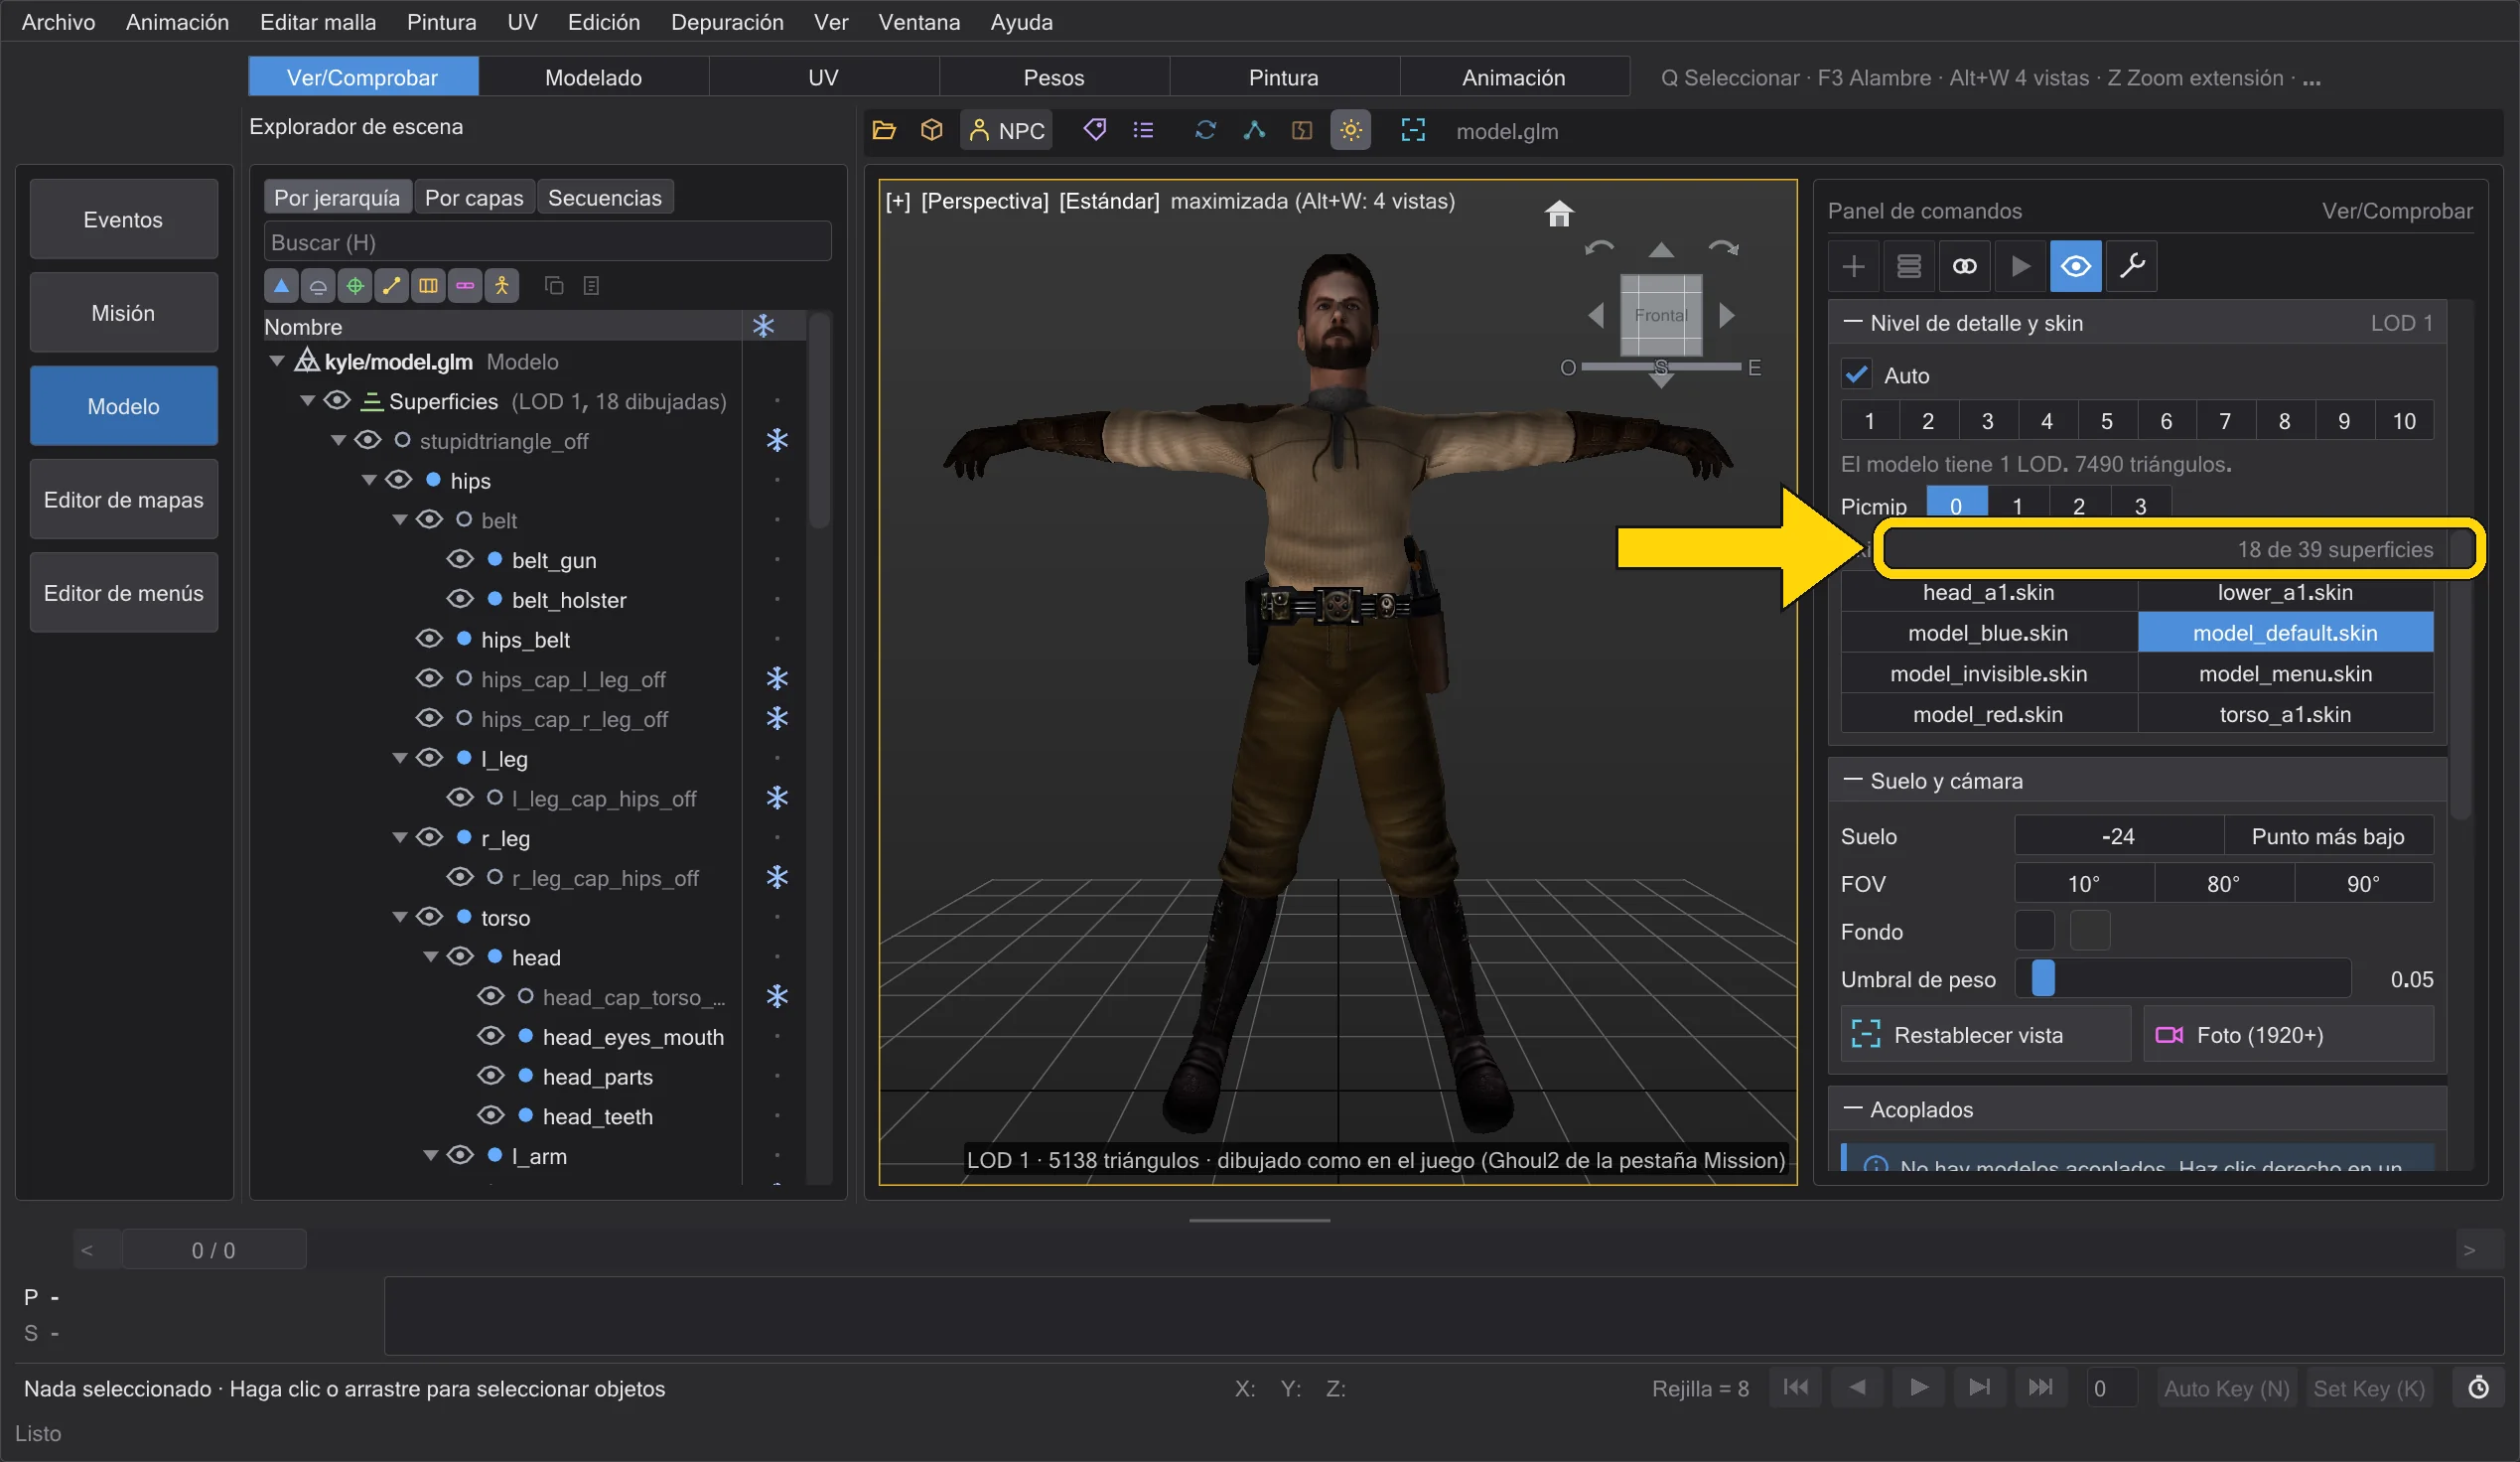 Archivo Animación Editar malla Pintura UV Edición Depuración Ver Ventana Ayuda
Ver/Comprobar Modelado UV Pesos Pintura Animación Q Seleccionar · F3 Alambre · Alt+W 4 vistas · Z Zoom extensión · ...
Explorador de escena
NPC model.glm
Eventos
Misión
Modelo
Editor de mapas
Editor de menús
Por jerarquía Por capas Secuencias
Buscar (H)
Nombre
kyle/model.glm Modelo
Superficies (LOD 1, 18 dibujadas)
stupidtriangle_off
hips
belt
belt_gun
belt_holster
hips_belt
hips_cap_l_leg_off
hips_cap_r_leg_off
l_leg
l_leg_cap_hips_off
r_leg
r_leg_cap_hips_off
torso
head
head_cap_torso_...
head_eyes_mouth
head_parts
head_teeth
l_arm
[+] [Perspectiva] [Estándar] maximizada (Alt+W: 4 vistas)
Frontal
O S E
LOD 1 · 5138 triángulos · dibujado como en el juego (Ghoul2 de la pestaña Mission)
Panel de comandos Ver/Comprobar
Nivel de detalle y skin LOD 1
Auto
1 2 3 4 5 6 7 8 9 10
El modelo tiene 1 LOD. 7490 triángulos.
Picmip 0 1 2 3
18 de 39 superficies
head_a1.skin lower_a1.skin
model_blue.skin model_default.skin
model_invisible.skin model_menu.skin
model_red.skin torso_a1.skin
Suelo y cámara
Suelo -24 Punto más bajo
FOV 10° 80° 90°
Fondo
Umbral de peso 0.05
Restablecer vista Foto (1920+)
Acoplados
No hay modelos acoplados. Haz clic derecho en un
< 0 / 0 >
P -
S -
Nada seleccionado · Haga clic o arrastre para seleccionar objetos X: Y: Z: Rejilla = 8 0 Auto Key (N) Set Key (K)
Listo